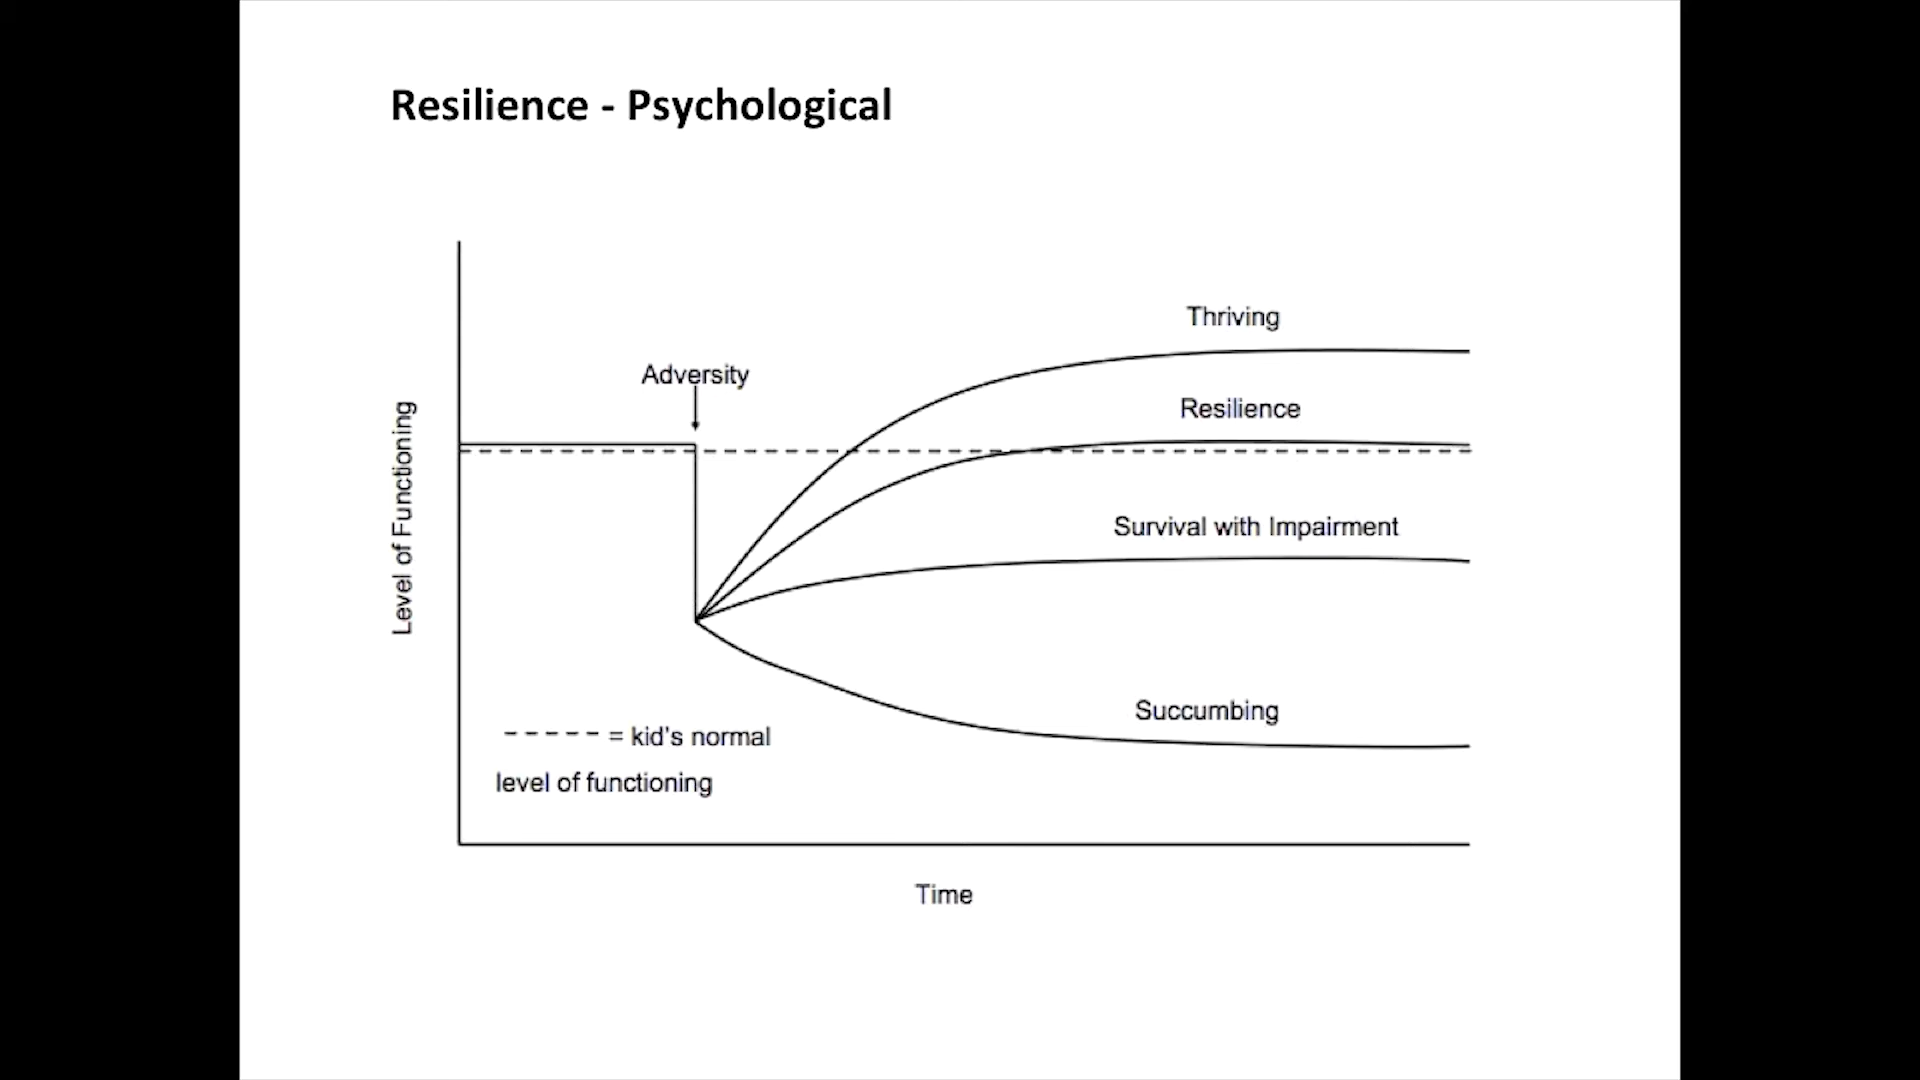 Resilience - Psychological
Thriving
Adversity
Resilience
Level of Functioning
Survival with Impairment
Succumbing
= kid's normal
level of functioning
Time